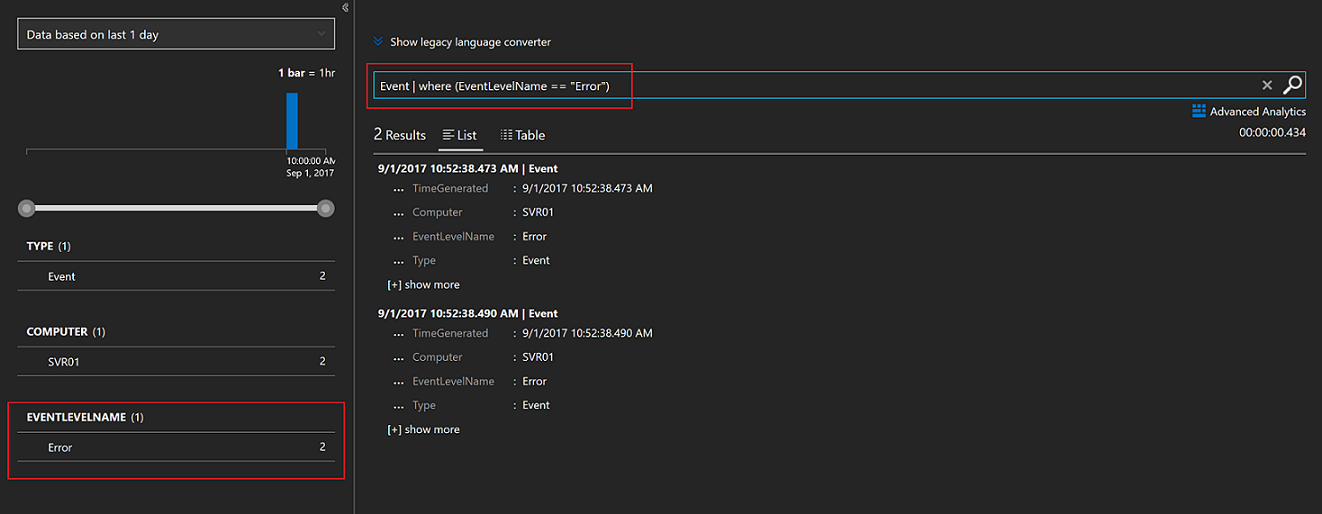 Data based on last 1 day
1 bar = 1hr
10:00:00 AM
Sep 1, 2017
TYPE (1)
Event 2
COMPUTER (1)
SVR01 2
EVENTLEVELNAME (1)
Error 2
Show legacy language converter
Event | where (EventLevelName == "Error")
Advanced Analytics
2 Results List Table 00:00:00.434
9/1/2017 10:52:38.473 AM | Event
... TimeGenerated : 9/1/2017 10:52:38.473 AM
... Computer : SVR01
... EventLevelName : Error
... Type : Event
[+] show more
9/1/2017 10:52:38.490 AM | Event
... TimeGenerated : 9/1/2017 10:52:38.490 AM
... Computer : SVR01
... EventLevelName : Error
... Type : Event
[+] show more